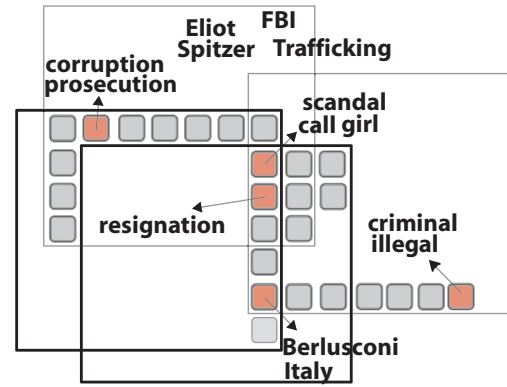 Eliot
Spitzer
FBI
Trafficking
corruption
prosecution
scandal
call girl
resignation
criminal
illegal
Berlusconi
Italy